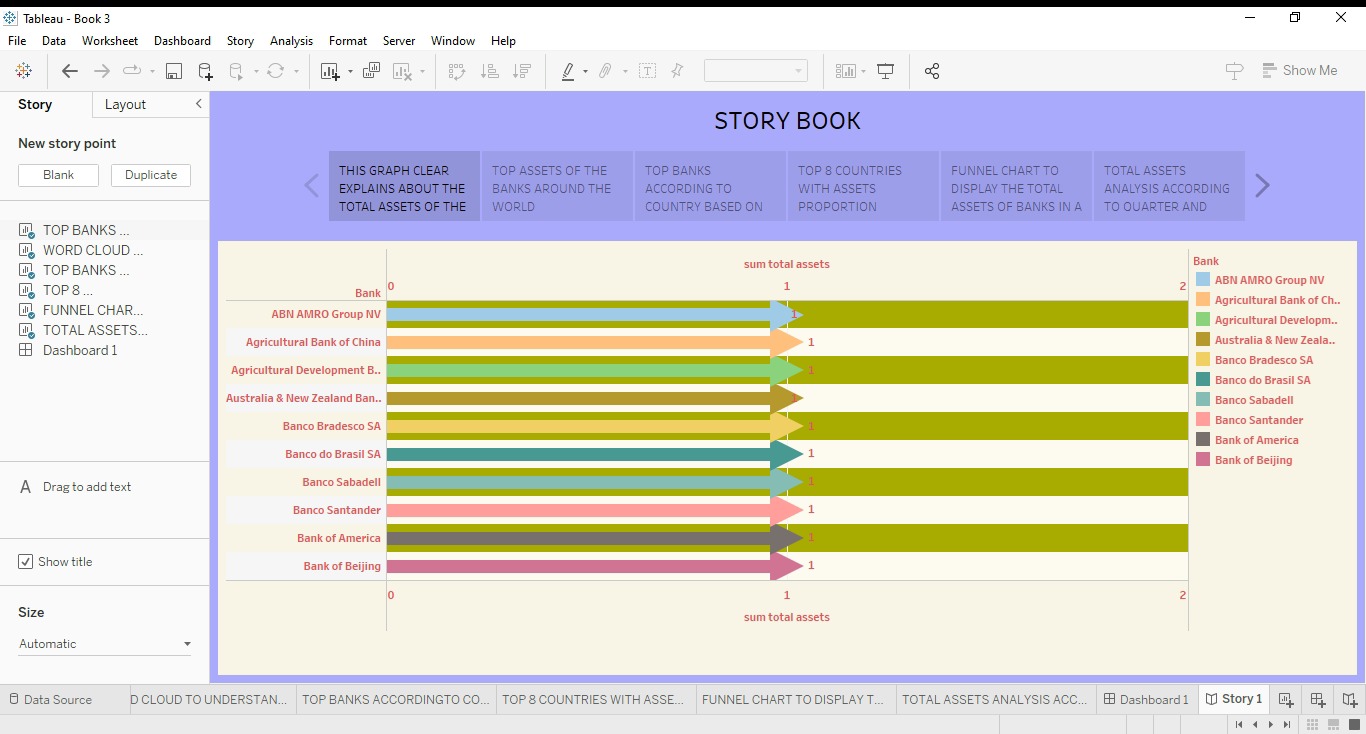 Tableau - Book 3
File Data Worksheet Dashboard Story Analysis Format Server Window Help
Show Me
Story Layout
New story point
Blank Duplicate
TOP BANKS ...
WORD CLOUD ...
TOP BANKS ...
TOP 8 ...
FUNNEL CHAR...
TOTAL ASSETS...
Dashboard 1
A Drag to add text
Show title
Size
Automatic
STORY BOOK
THIS GRAPH CLEAR
EXPLAINS ABOUT THE
TOTAL ASSETS OF THE
TOP ASSETS OF THE
BANKS AROUND THE
WORLD
TOP BANKS
ACCORDING TO
COUNTRY BASED ON
TOP 8 COUNTRIES
WITH ASSETS
PROPORTION
FUNNEL CHART TO
DISPLAY THE TOTAL
ASSETS OF BANKS IN A
TOTAL ASSETS
ANALYSIS ACCORDING
TO QUARTER AND
sum total assets
Bank 0 1 2
ABN AMRO Group NV 1
Agricultural Bank of China 1
Agricultural Development B.. 1
Australia & New Zealand Ban.. 1
Banco Bradesco SA 1
Banco do Brasil SA 1
Banco Sabadell 1
Banco Santander 1
Bank of America 1
Bank of Beijing 1
0 1 2
sum total assets
Bank
ABN AMRO Group NV
Agricultural Bank of Ch..
Agricultural Developm..
Australia & New Zeala..
Banco Bradesco SA
Banco do Brasil SA
Banco Sabadell
Banco Santander
Bank of America
Bank of Beijing
Data Source D CLOUD TO UNDERSTAN... TOP BANKS ACCORDINGTO CO... TOP 8 COUNTRIES WITH ASSE... FUNNEL CHART TO DISPLAY T... TOTAL ASSETS ANALYSIS ACC... Dashboard 1 Story 1